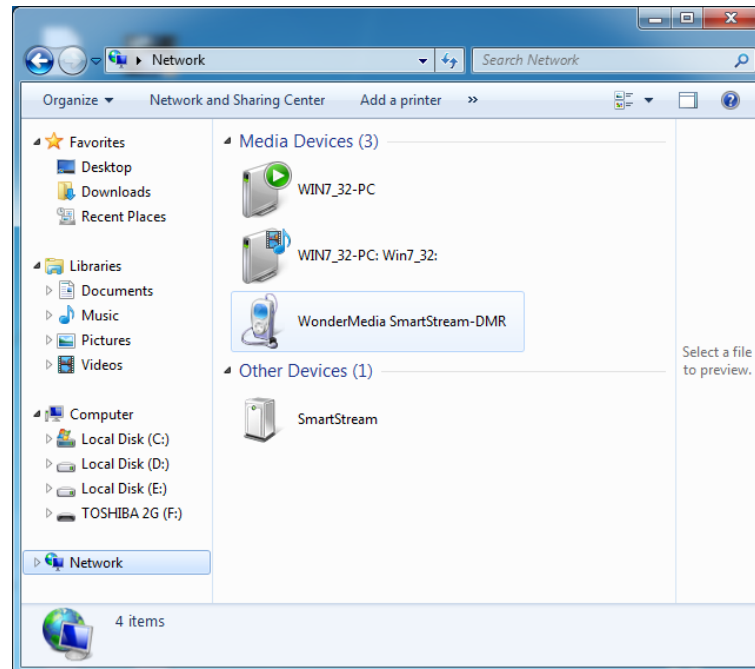 Network
Search Network
Organize
Network and Sharing Center
Add a printer
»
Favorites
Desktop
Downloads
Recent Places
Libraries
Documents
Music
Pictures
Videos
Computer
Local Disk (C:)
Local Disk (D:)
Local Disk (E:)
TOSHIBA 2G (F:)
Network
Media Devices (3)
WIN7_32-PC
WIN7_32-PC: Win7_32:
WonderMedia SmartStream-DMR
Other Devices (1)
SmartStream
Select a file
to preview.
4 items